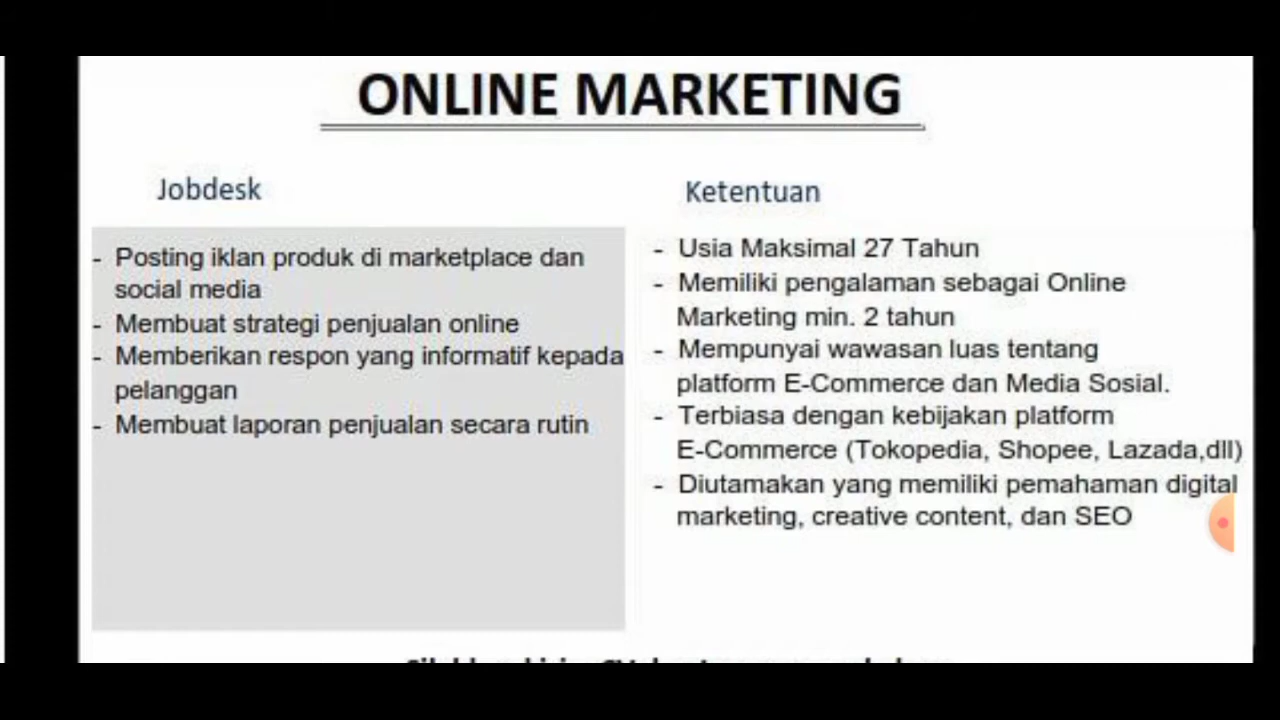 ONLINE MARKETING
Jobdesk
- Posting iklan produk di marketplace dan
social media
- Membuat strategi penjualan online
- Memberikan respon yang informatif kepada
pelanggan
- Membuat laporan penjualan secara rutin
Ketentuan
- Usia Maksimal 27 Tahun
- Memiliki pengalaman sebagai Online
Marketing min. 2 tahun
- Mempunyai wawasan luas tentang
platform E-Commerce dan Media Sosial.
- Terbiasa dengan kebijakan platform
E-Commerce (Tokopedia, Shopee, Lazada,dll)
- Diutamakan yang memiliki pemahaman digital
marketing, creative content, dan SEO